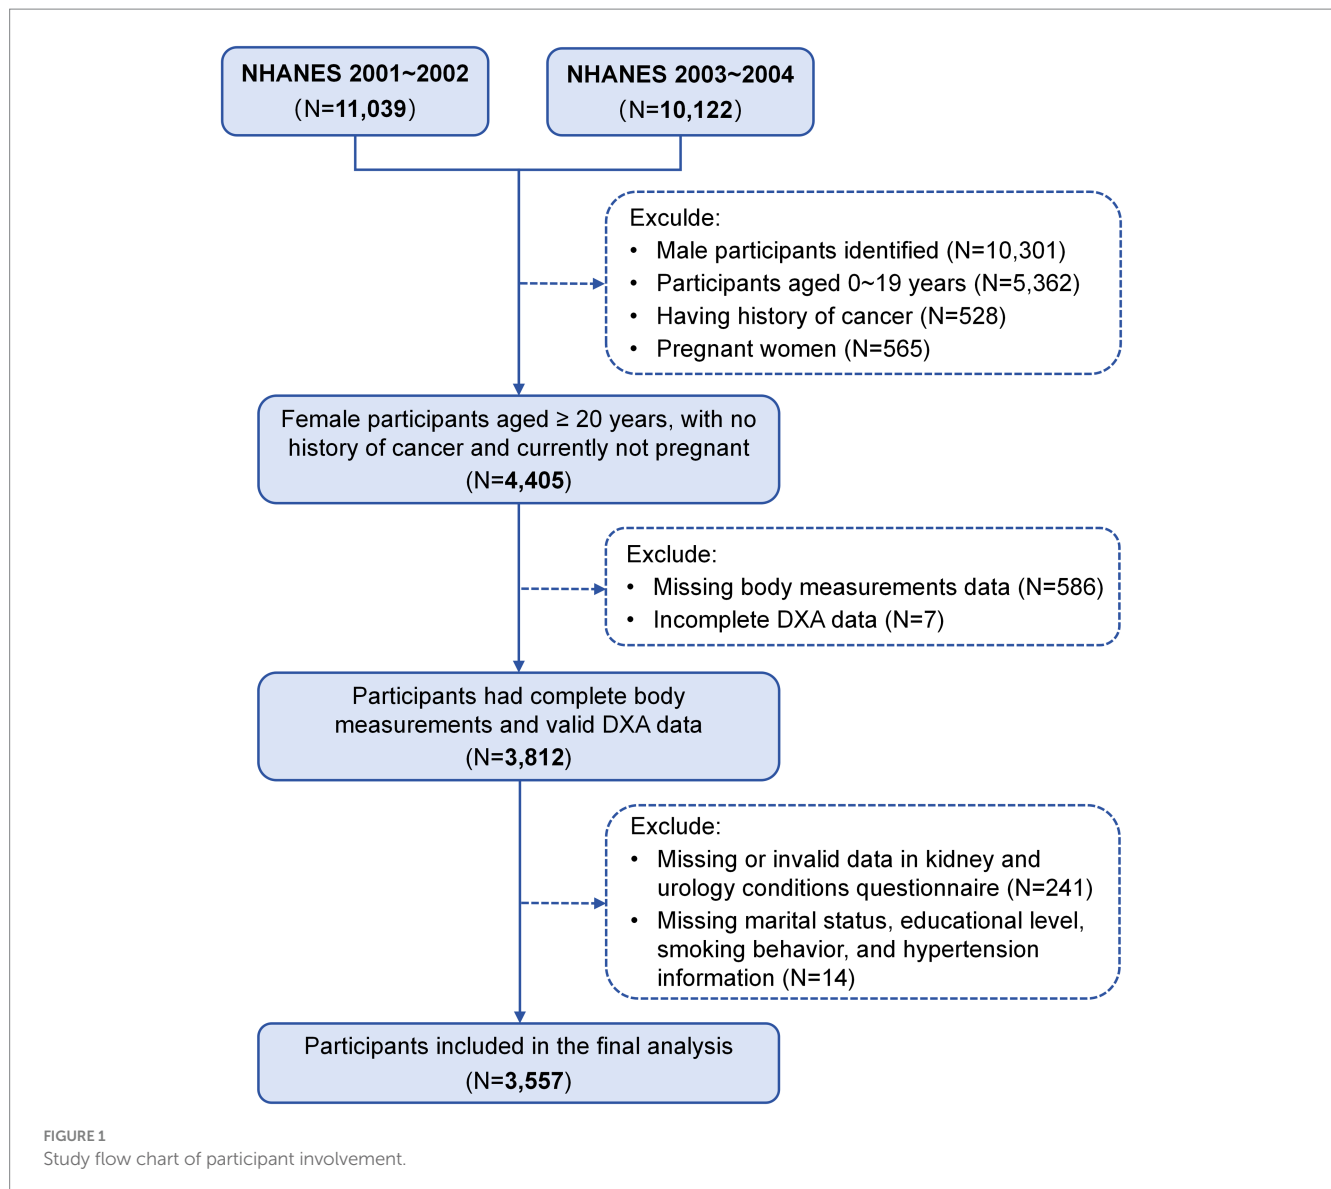 NHANES 2001~2002
(N=11,039)
NHANES 2003~2004
(N=10,122)
Exculde:
• Male participants identified (N=10,301)
• Participants aged 0~19 years (N=5,362)
• Having history of cancer (N=528)
• Pregnant women (N=565)
Female participants aged ≥ 20 years, with no
history of cancer and currently not pregnant
(N=4,405)
Exclude:
• Missing body measurements data (N=586)
• Incomplete DXA data (N=7)
Participants had complete body
measurements and valid DXA data
(N=3,812)
Exclude:
• Missing or invalid data in kidney and
urology conditions questionnaire (N=241)
• Missing marital status, educational level,
smoking behavior, and hypertension
information (N=14)
Participants included in the final analysis
(N=3,557)
FIGURE 1
Study flow chart of participant involvement.